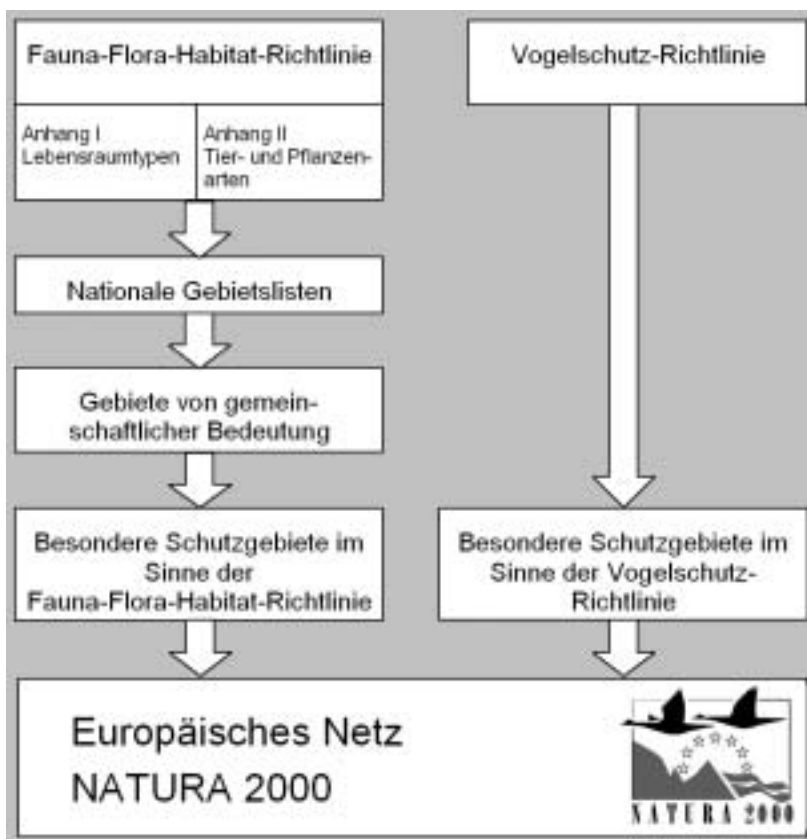 Fauna-Flora-Habitat-Richtlinie
Anhang I
Lebensraumtypen
Anhang II
Tier- und Pflanzen-
arten
Nationale Gebietslisten
Gebiete von gemein-
schaftlicher Bedeutung
Besondere Schutzgebiete im
Sinne der
Fauna-Flora-Habitat-Richtlinie
Vogelschutz-Richtlinie
Besondere Schutzgebiete im
Sinne der Vogelschutz-
Richtlinie
Europäisches Netz
NATURA 2000
NATURA 2000